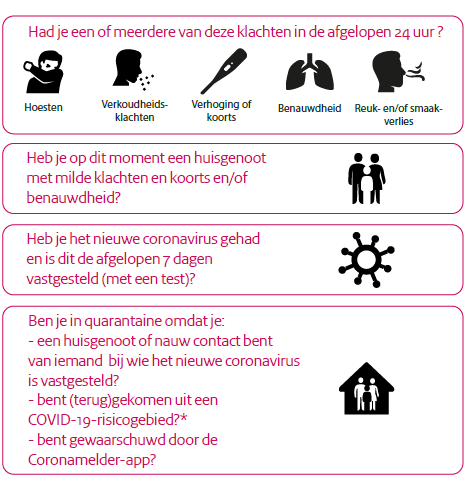 Had je een of meerdere van deze klachten in de afgelopen 24 uur ?
Hoesten
Verkoudheids-
klachten
Verhoging of
koorts
Benauwdheid
Reuk- en/of smaak-
verlies
Heb je op dit moment een huisgenoot
met milde klachten en koorts en/of
benauwdheid?
Heb je het nieuwe coronavirus gehad
en is dit de afgelopen 7 dagen
vastgesteld (met een test)?
Ben je in quarantaine omdat je:
- een huisgenoot of nauw contact bent
van iemand bij wie het nieuwe coronavirus
is vastgesteld?
- bent (terug)gekomen uit een
COVID-19-risicogebied?*
- bent gewaarschuwd door de
Coronamelder-app?